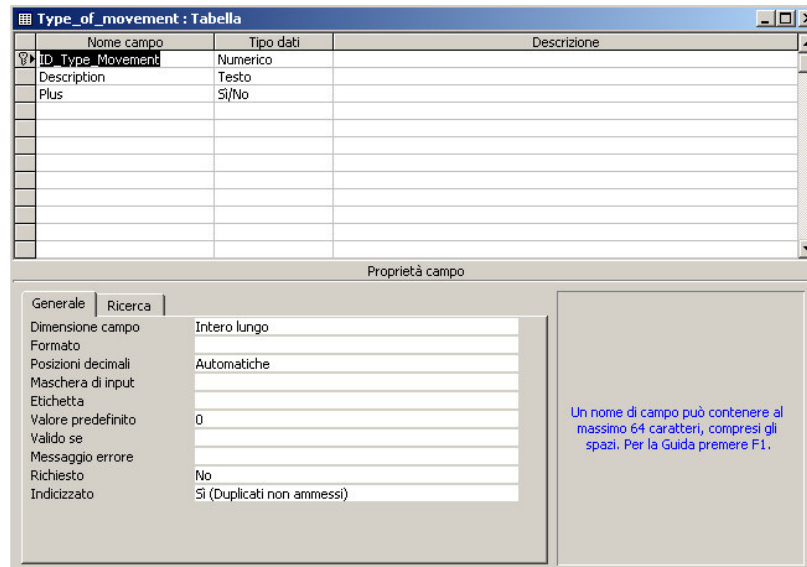 Type_of_movement : Tabella
Nome campo Tipo dati Descrizione
ID_Type_Movement Numerico
Description Testo
Plus Sì/No
Proprietà campo
Generale Ricerca
Dimensione campo Intero lungo
Formato
Posizioni decimali Automatiche
Maschera di input
Etichetta
Valore predefinito 0
Valido se
Messaggio errore
Richiesto No
Indicizzato Sì (Duplicati non ammessi)
Un nome di campo può contenere al
massimo 64 caratteri, compresi gli
spazi. Per la Guida premere F1.